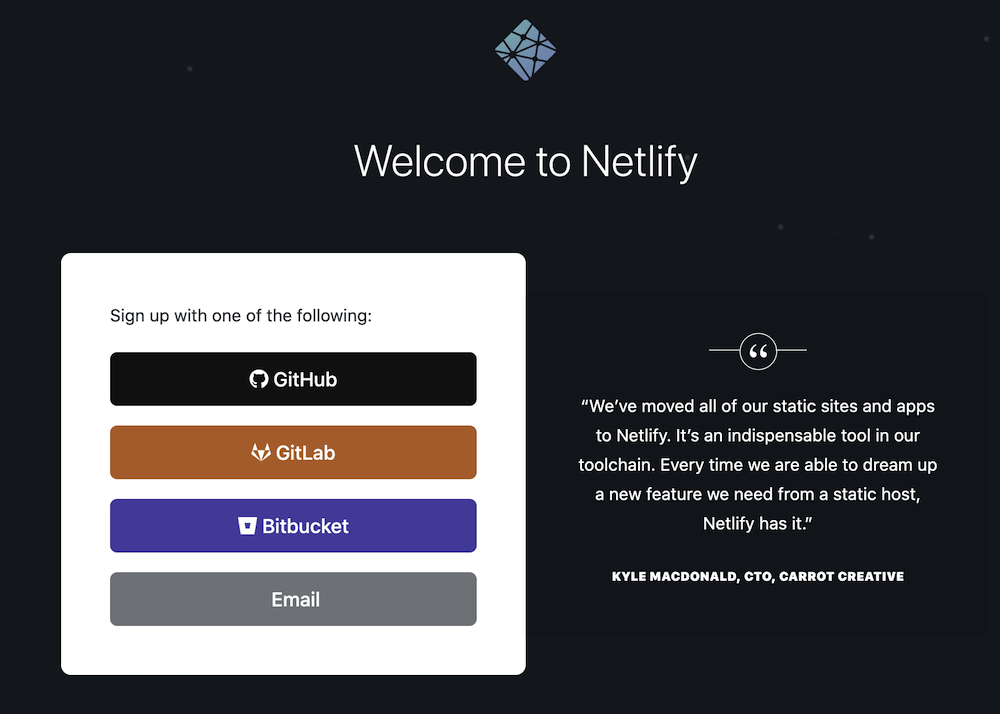 Welcome to Netlify
Sign up with one of the following:
GitHub
GitLab
Bitbucket
Email
“We’ve moved all of our static sites and apps
to Netlify. It’s an indispensable tool in our
toolchain. Every time we are able to dream up
a new feature we need from a static host,
Netlify has it.”
KYLE MACDONALD, CTO, CARROT CREATIVE